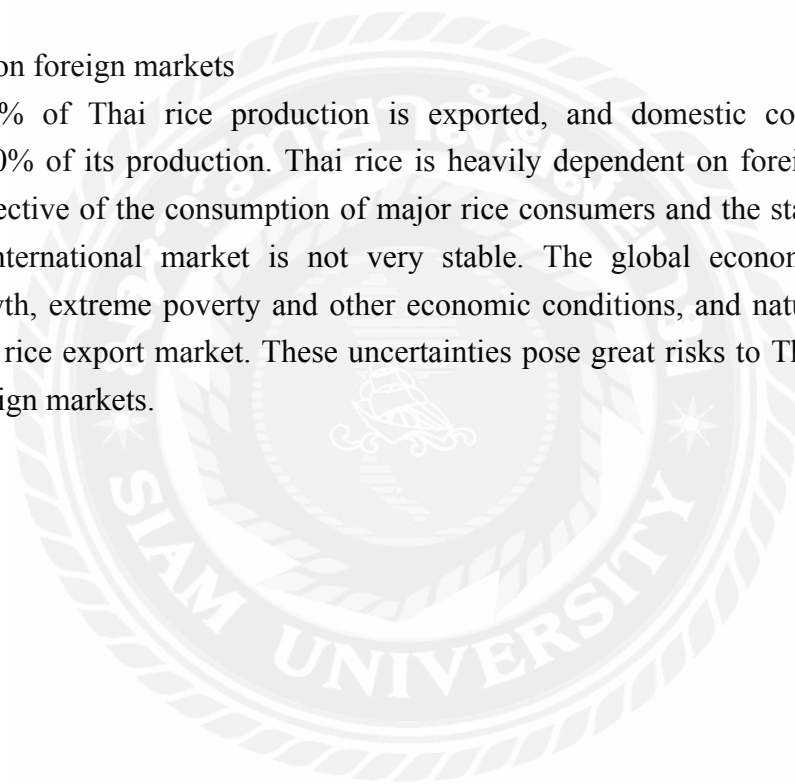 on foreign markets
% of Thai rice production is exported, and domestic co
0% of its production. Thai rice is heavily dependent on forei
ective of the consumption of major rice consumers and the sta
nternational market is not very stable. The global econom
th, extreme poverty and other economic conditions, and natu
rice export market. These uncertainties pose great risks to Th
ign markets.
SIAM UNIVERSITY